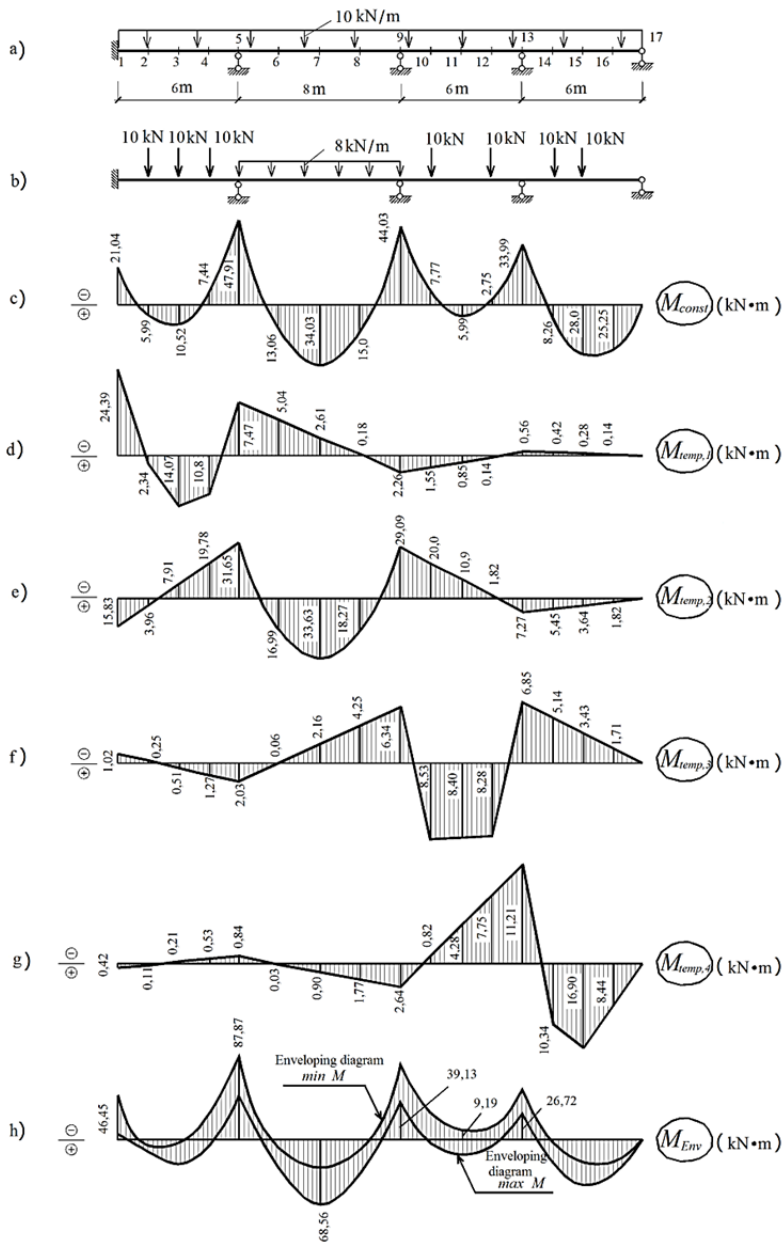 10 kN/m
a)
1 2 3 4 5 6 7 8 9 10 11 12 13 14 15 16 17
6m 8m 6m 6m
10 kN 10kN 10kN 8kN/m 10kN 10kN 10kN 10kN
b)
c)
21,04 5,99 10,52 7,44 47,91 13,06 34,03 15,0 44,03 7,77 5,99 2,75 33,99 8,26 28,0 25,25
− +
Mconst (kN•m)
d)
24,39 2,34 14,07 10,8 7,47 5,04 2,61 0,18 2,26 1,55 0,85 0,14 0,56 0,42 0,28 0,14
− +
Mtemp,1 (kN•m)
e)
15,83 3,96 7,91 19,78 31,65 16,99 33,63 18,27 29,09 20,0 10,9 1,82 7,27 5,45 3,64 1,82
− +
Mtemp,2 (kN•m)
f)
1,02 0,25 0,51 1,27 2,03 0,06 2,16 4,25 6,34 8,53 8,40 8,28 6,85 5,14 3,43 1,71
− +
Mtemp,3 (kN•m)
g)
0,42 0,11 0,21 0,53 0,84 0,03 0,90 1,77 2,64 0,82 4,28 7,75 11,21 10,34 16,90 8,44
− +
Mtemp,4 (kN•m)
h)
46,45 87,87 68,56 39,13 9,19 26,72
− +
Enveloping diagram
min M
Enveloping
diagram
max M
MEnv (kN•m)